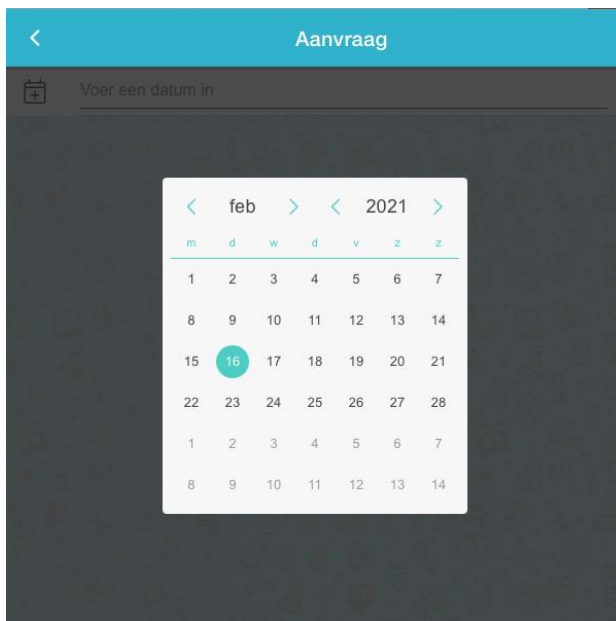 Aanvraag
Voer een datum in
feb 2021
m d w d v z z
1 2 3 4 5 6 7
8 9 10 11 12 13 14
15 16 17 18 19 20 21
22 23 24 25 26 27 28
1 2 3 4 5 6 7
8 9 10 11 12 13 14